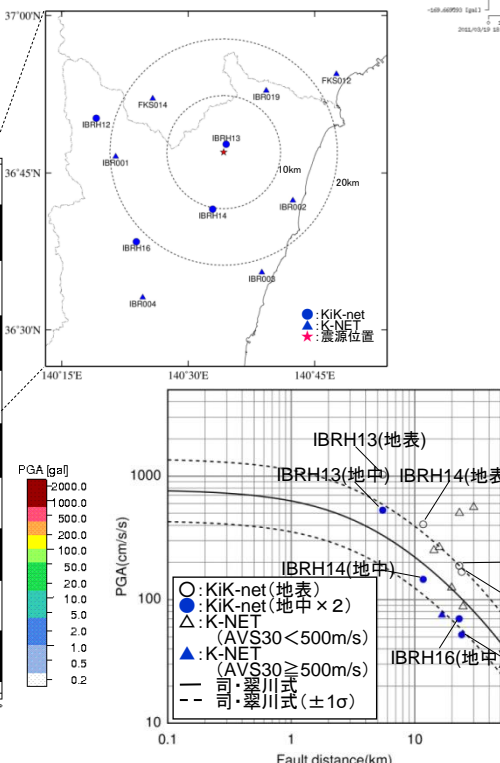 -169.669793 [gal]
37°00'N
FKS012
FKS014
IBR019
IBRH12
IBRH13
IBR001
36°45'N
10km
20km
IBR002
IBRH14
IBRH16
IBR003
IBR004
●:KiK-net
▲:K-NET
★:震源位置
36°30'N
140°15'E
140°30'E
140°45'E
PGA [gal]
2000.0
1000.0
500.0
200.0
100.0
50.0
20.0
10.0
5.0
2.0
1.0
0.5
0.2
IBRH13(地表)
IBRH13(地中)
IBRH14(地表
IBRH14(地中)
IBRH16(地中
1000
100
10
PGA(cm/s/s)
○:KiK-net(地表)
●:KiK-net(地中×2)
△:K-NET
(AVS30<500m/s)
▲:K-NET
(AVS30≧500m/s)
司・翠川式
司・翠川式(±1σ)
0.1
1
10
Fault distance(km)